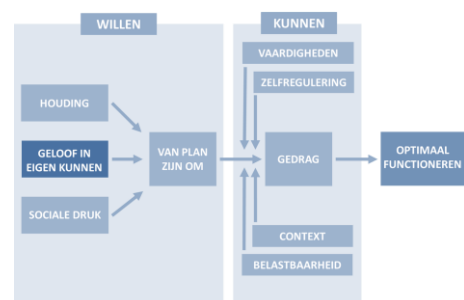 WILLEN
KUNNEN
VAARDIGHEDEN
ZELFREGULERING
HOUDING
GELOOF IN
EIGEN KUNNEN
SOCIALE DRUK
VAN PLAN
ZIJN OM
GEDRAG
OPTIMAAL
FUNCTIONEREN
CONTEXT
BELASTBAARHEID